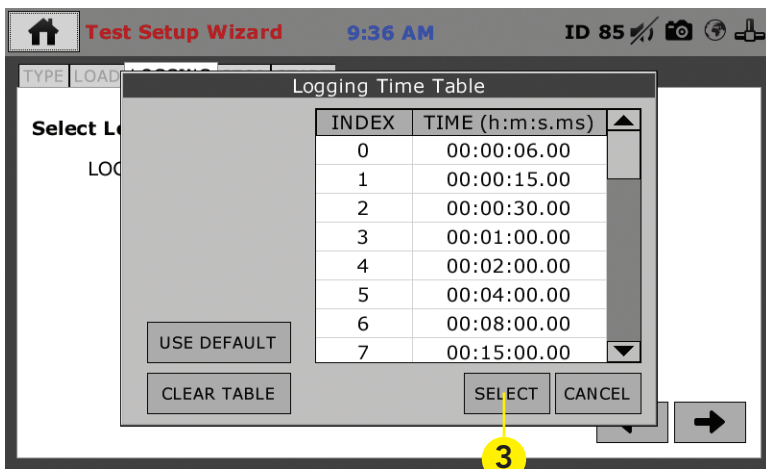 Test Setup Wizard 9:36 AM ID 85
TYPE LOAD
Logging Time Table
Select
INDEX TIME (h:m:s.ms)
0 00:00:06.00
1 00:00:15.00
2 00:00:30.00
3 00:01:00.00
4 00:02:00.00
5 00:04:00.00
6 00:08:00.00
7 00:15:00.00
USE DEFAULT
CLEAR TABLE
SELECT CANCEL
3